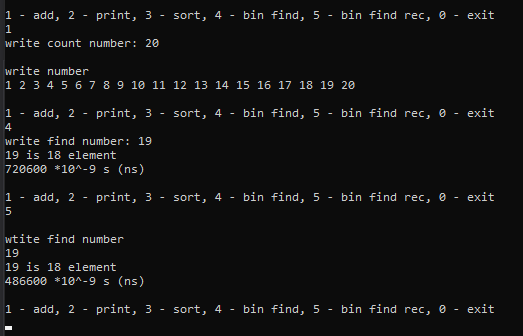 1 - add, 2 - print, 3 - sort, 4 - bin find, 5 - bin find rec, 0 - exit
1
write count number: 20
write number
1 2 3 4 5 6 7 8 9 10 11 12 13 14 15 16 17 18 19 20
1 - add, 2 - print, 3 - sort, 4 - bin find, 5 - bin find rec, 0 - exit
4
write find number: 19
19 is 18 element
720600 *10^-9 s (ns)
1 - add, 2 - print, 3 - sort, 4 - bin find, 5 - bin find rec, 0 - exit
5
wtite find number
19
19 is 18 element
486600 *10^-9 s (ns)
1 - add, 2 - print, 3 - sort, 4 - bin find, 5 - bin find rec, 0 - exit